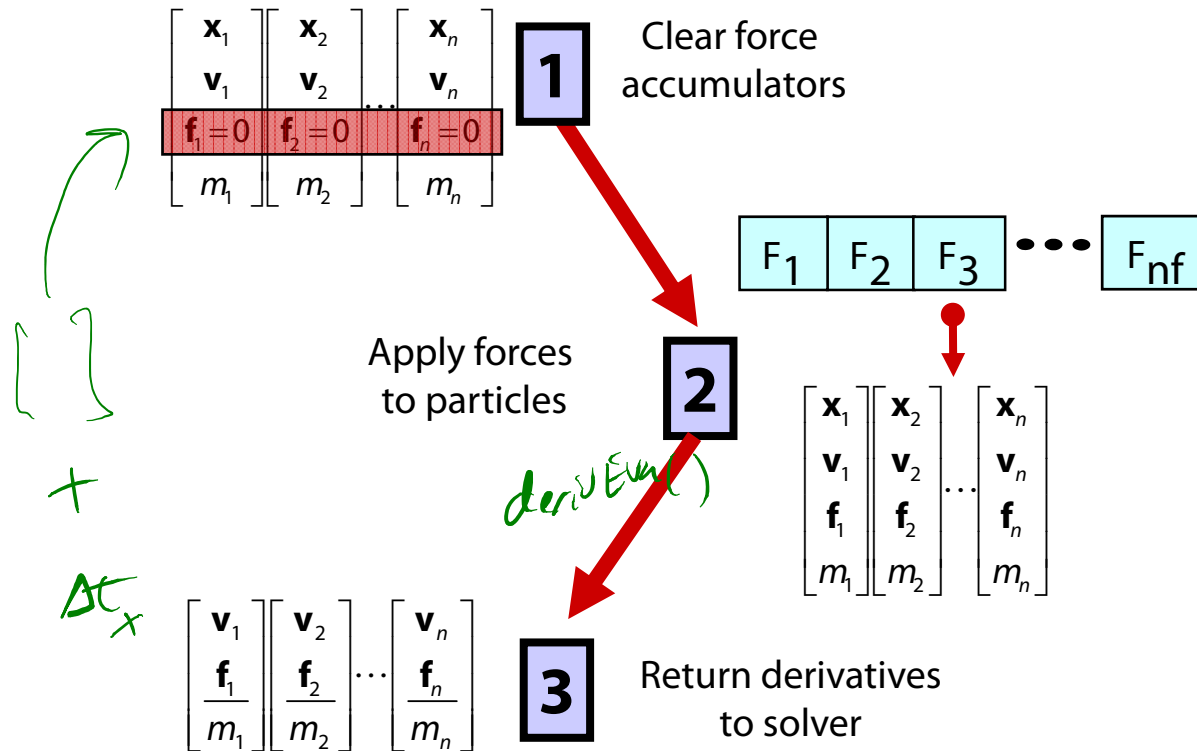 x₁ x₂ xₙ
v₁ v₂ ... vₙ
f₁ = 0 f₂ = 0 fₙ = 0
m₁ m₂ mₙ
1
Clear force
accumulators
F₁ F₂ F₃ •••• F_nf
Apply forces
to particles
2
x₁ x₂ xₙ
v₁ v₂ vₙ
...
f₁ f₂ fₙ
m₁ m₂ mₙ
[ ]
+
Δt
x
derivEval()
v₁ v₂ ... vₙ
f₁/m₁ f₂/m₂ fₙ/mₙ
3
Return derivatives
to solver